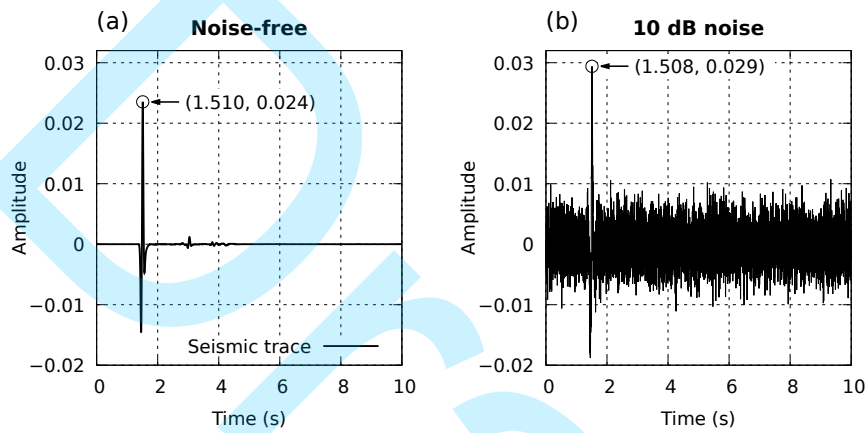 (a) Noise-free
0.03
0.02
0.01
0
−0.01
−0.02
Amplitude
(1.510, 0.024)
Seismic trace
0 2 4 6 8 10
Time (s)
(b) 10 dB noise
0.03
0.02
0.01
0
−0.01
−0.02
Amplitude
(1.508, 0.029)
0 2 4 6 8 10
Time (s)